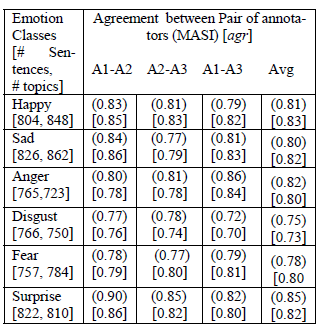 Emotion Classes [# Sen- tences, # topics] Agreement between Pair of annota- tors (MASI) [agr]
A1-A2 A2-A3 A1-A3 Avg
Happy (0.83) (0.81) (0.79) (0.81)
[804, 848] [0.85] [0.83] [0.82] [0.83]
Sad (0.84) (0.77) (0.81) (0.80)
[826, 862] [0.86] [0.79] [0.83] [0.82]
Anger (0.80) (0.81) (0.86) (0.82)
[765,723] [0.78] [0.78] [0.84] [0.80]
Disgust (0.77) (0.78) (0.72) (0.75)
[766, 750] [0.76] [0.74] [0.70] [0.73]
Fear (0.78) (0.77) (0.79) (0.78)
[757, 784] [0.79] [0.80] [0.81] [0.80
Surprise (0.90) (0.85) (0.82) (0.85)
[822, 810] [0.86] [0.82] [0.80] [0.82]